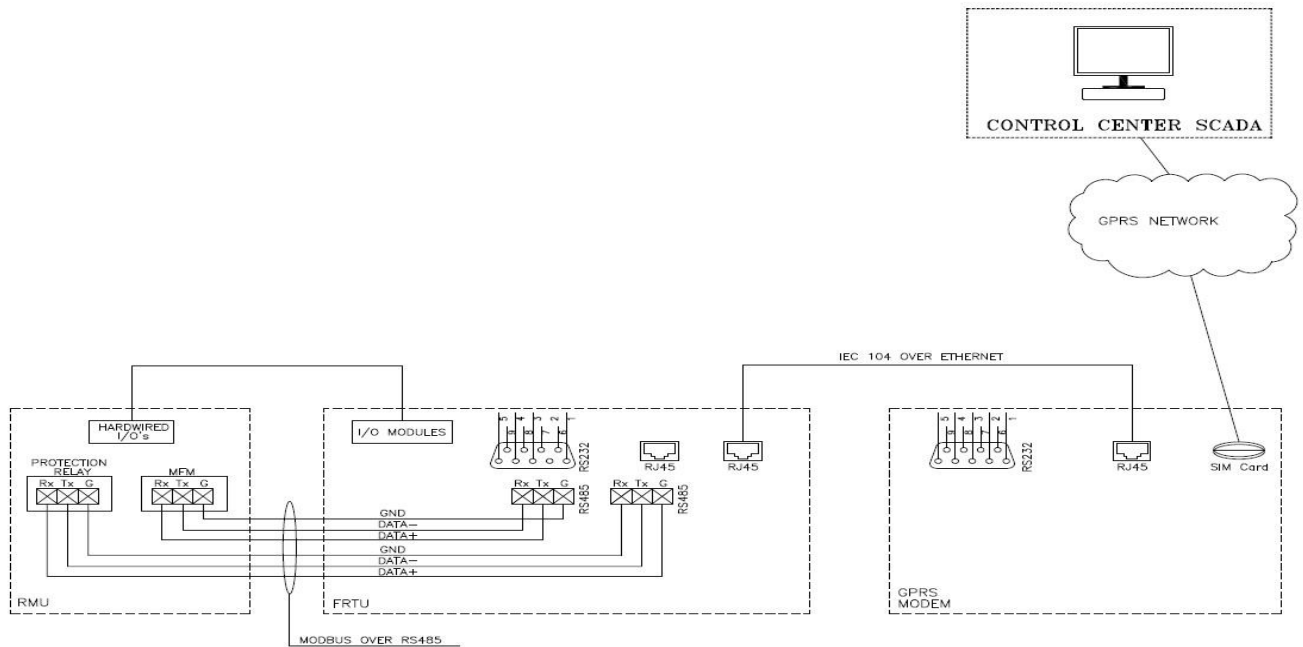 CONTROL CENTER SCADA
GPRS NETWORK
IEC 104 OVER ETHERNET
HARDWIRED
I/O's
PROTECTION
RELAY
Rx Tx G
MFM
Rx Tx G
RMU
I/O MODULES
5 4 3 2 1
9 8 7 6
RS232
RJ45
RJ45
Rx Tx G
RS485
Rx Tx G
RS485
GND
DATA-
DATA+
GND
DATA-
DATA+
FRTU
MODBUS OVER RS485
5 4 3 2 1
9 8 7 6
RS232
RJ45
SIM Card
GPRS
MODEM